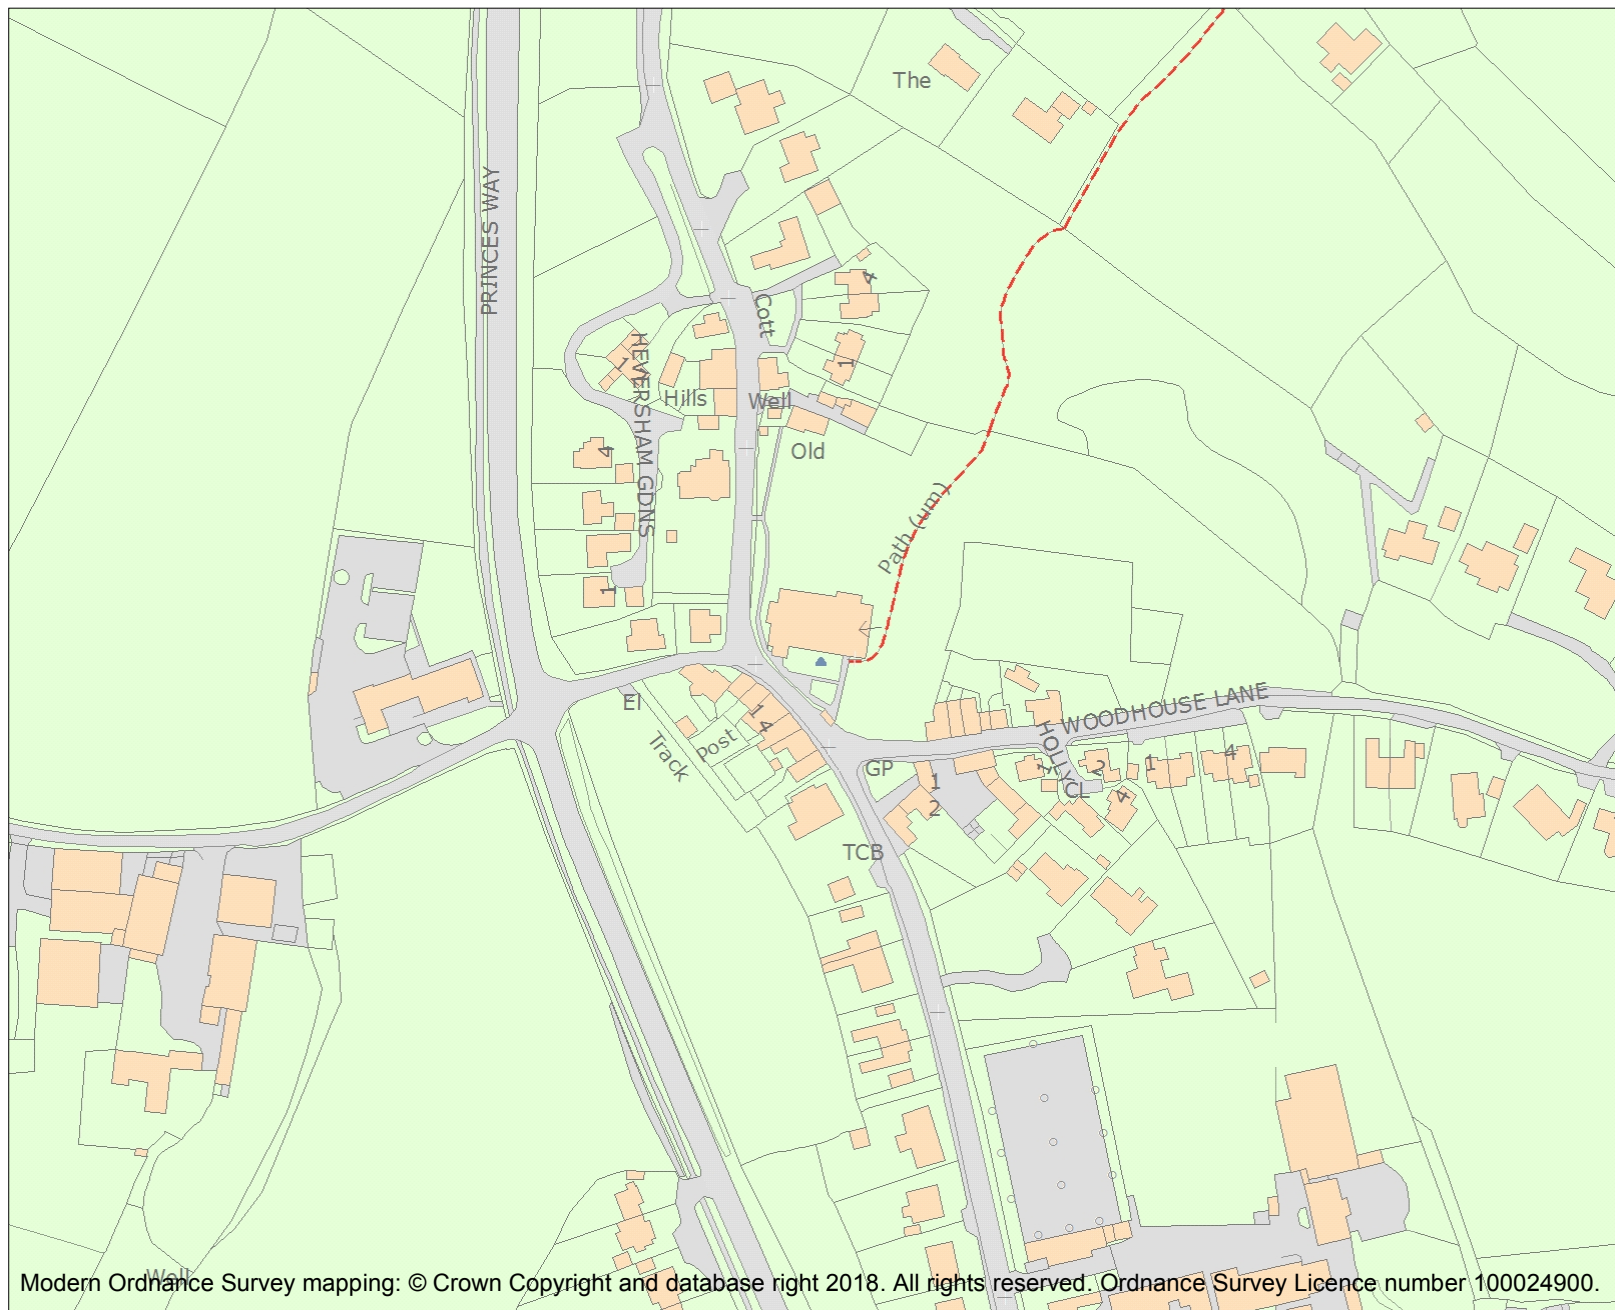 The
PRINCES WAY
4
Cott
HEVERSHAM GDNS
1
1
Hills
Well
Old
4
Path (um)
1
El
WOODHOUSE LANE
14
Post
Track
HOLLY
CL
1
2
1
4
4
GP
1
2
TCB
Well
Modern Ordnance Survey mapping: © Crown Copyright and database right 2018. All rights reserved. Ordnance Survey Licence number 100024900.